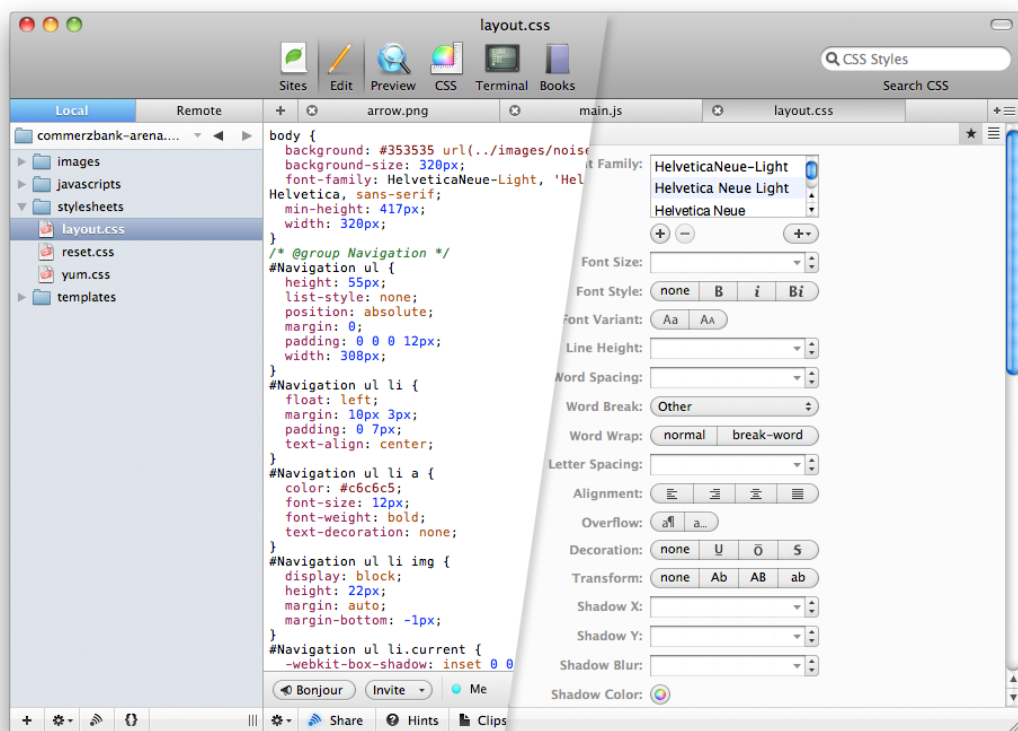 layout.css
Sites Edit Preview CSS Terminal Books
CSS Styles
Search CSS
Local Remote
arrow.png main.js layout.css
commerzbank-arena....
images
javascripts
stylesheets
layout.css
reset.css
yum.css
templates
body {
background: #353535 url(../images/noise
background-size: 320px;
font-family: HelveticaNeue-Light, 'Hel
Helvetica, sans-serif;
min-height: 417px;
width: 320px;
}
/* @group Navigation */
#Navigation ul {
height: 55px;
list-style: none;
position: absolute;
margin: 0;
padding: 0 0 0 12px;
width: 308px;
}
#Navigation ul li {
float: left;
margin: 10px 3px;
padding: 0 7px;
text-align: center;
}
#Navigation ul li a {
color: #c6c6c5;
font-size: 12px;
font-weight: bold;
text-decoration: none;
}
#Navigation ul li img {
display: block;
height: 22px;
margin: auto;
margin-bottom: -1px;
}
#Navigation ul li.current {
-webkit-box-shadow: inset 0 0
Bonjour Invite Me
Share Hints Clips
t Family: HelveticaNeue-Light
Helvetica Neue Light
Helvetica Neue
Font Size:
Font Style: none B i Bi
Font Variant: Aa AA
Line Height:
Word Spacing:
Word Break: Other
Word Wrap: normal break-word
Letter Spacing:
Alignment:
Overflow: a¶ a...
Decoration: none U O S
Transform: none Ab AB ab
Shadow X:
Shadow Y:
Shadow Blur:
Shadow Color: